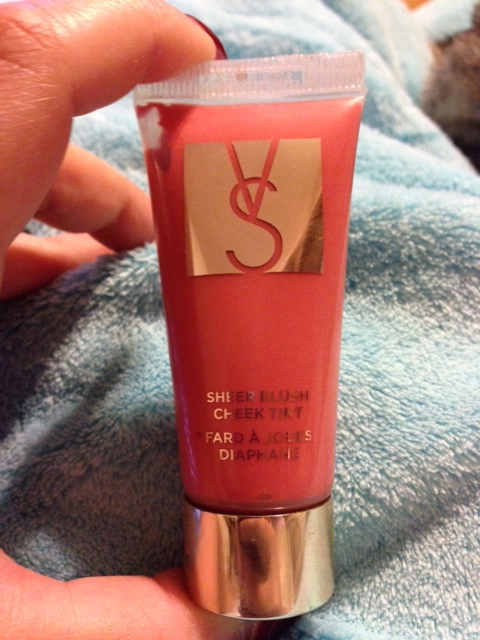 VS
SHEER BLUSH
CHEEK TINT
FARD À JOUES
DIAPHANE